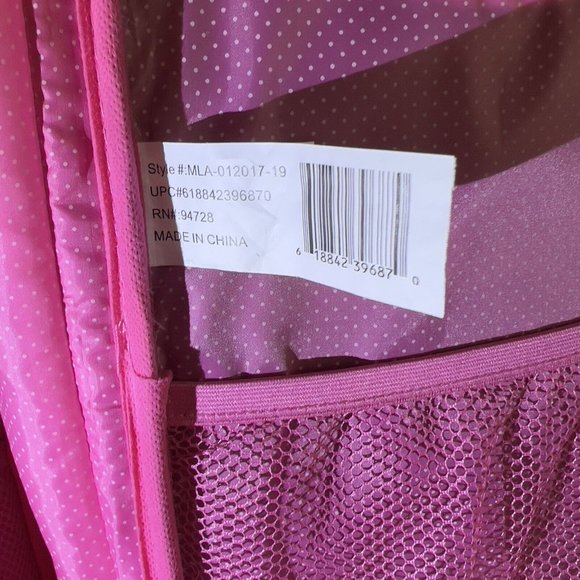 Style #:MLA-012017-19
UPC#618842396870
RN#:94728
MADE IN CHINA
6 18842 39687 0